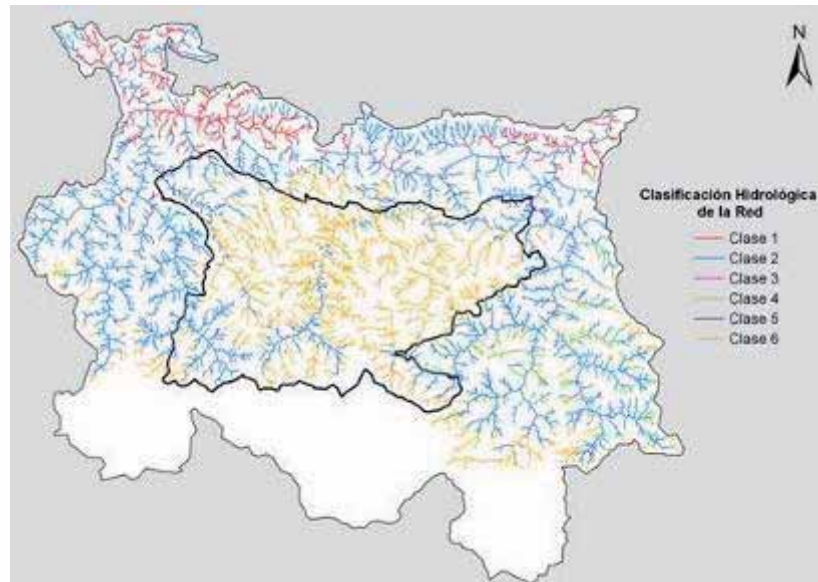 N
Clasificación Hidrológica
de la Red
Clase 1
Clase 2
Clase 3
Clase 4
Clase 5
Clase 6